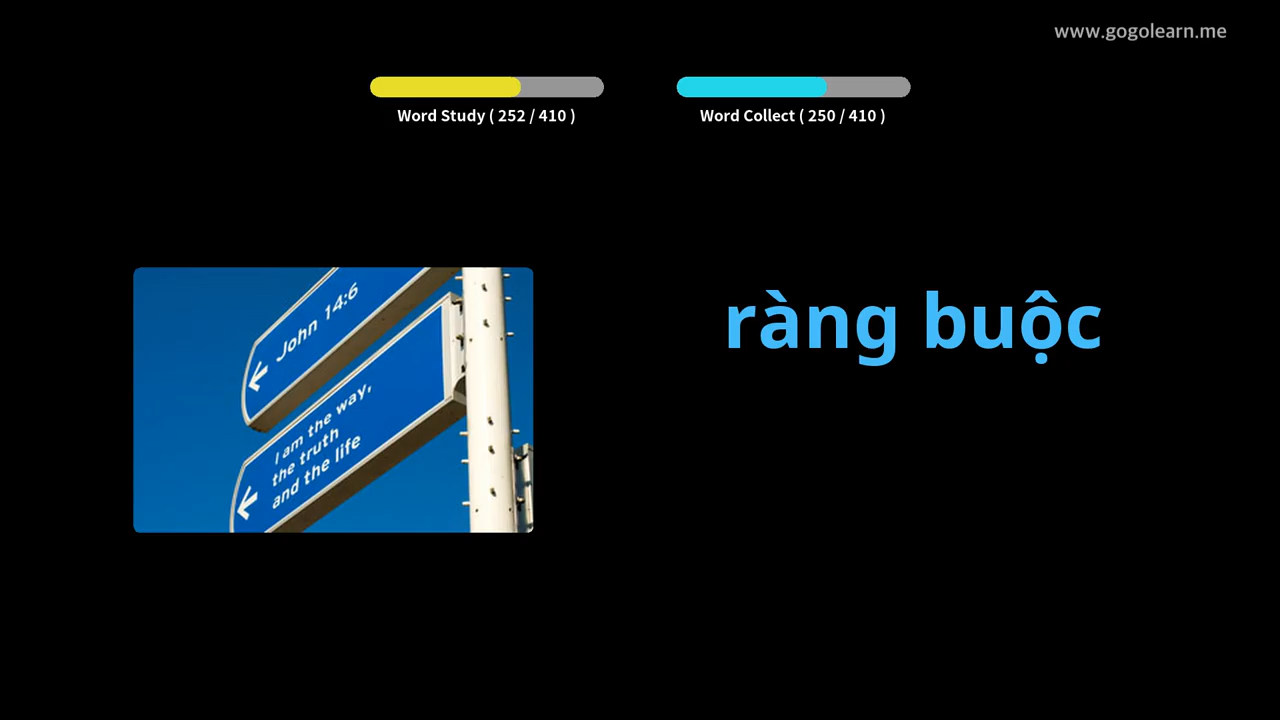 www.gogolearn.me
Word Study ( 252 / 410 )
Word Collect ( 250 / 410 )
John 14:6
I am the way,
the truth
and the life
ràng buộc